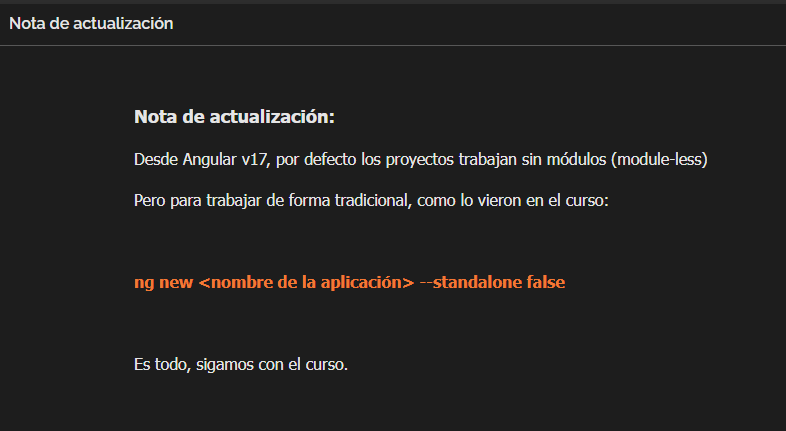 Nota de actualización
Nota de actualización:
Desde Angular v17, por defecto los proyectos trabajan sin módulos (module-less)
Pero para trabajar de forma tradicional, como lo vieron en el curso:
ng new <nombre de la aplicación> --standalone false
Es todo, sigamos con el curso.